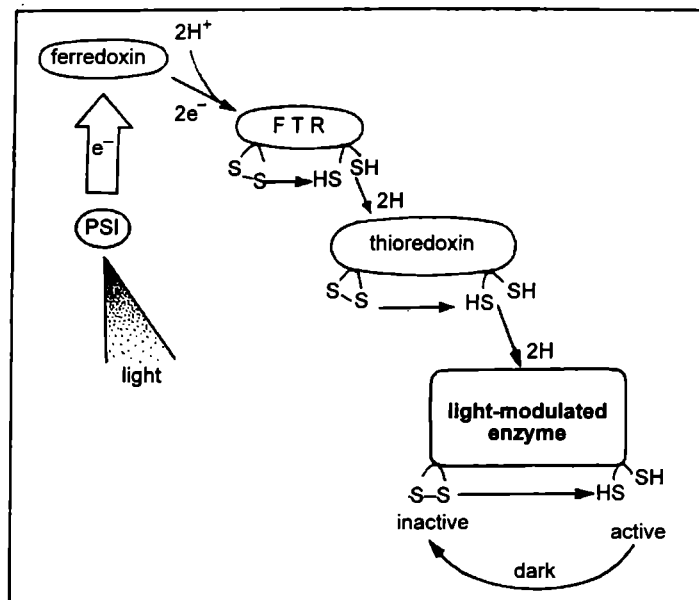 ferredoxin
2H⁺
2e⁻
F T R
e⁻
S
S
HS
SH
2H
PSI
thioredoxin
S
S
HS
SH
light
2H
light-modulated
enzyme
S–S
HS
SH
inactive
active
dark